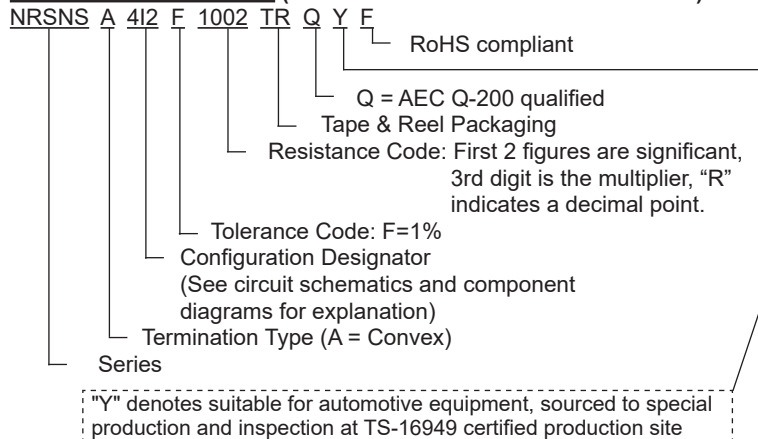 NRSNS A 4I2 F 1002 TR Q Y F
RoHS compliant
Q = AEC Q-200 qualified
Tape & Reel Packaging
Resistance Code: First 2 figures are significant,
3rd digit is the multiplier, “R”
indicates a decimal point.
Tolerance Code: F=1%
Configuration Designator
(See circuit schematics and component
diagrams for explanation)
Termination Type (A = Convex)
Series
"Y" denotes suitable for automotive equipment, sourced to special
production and inspection at TS-16949 certified production site